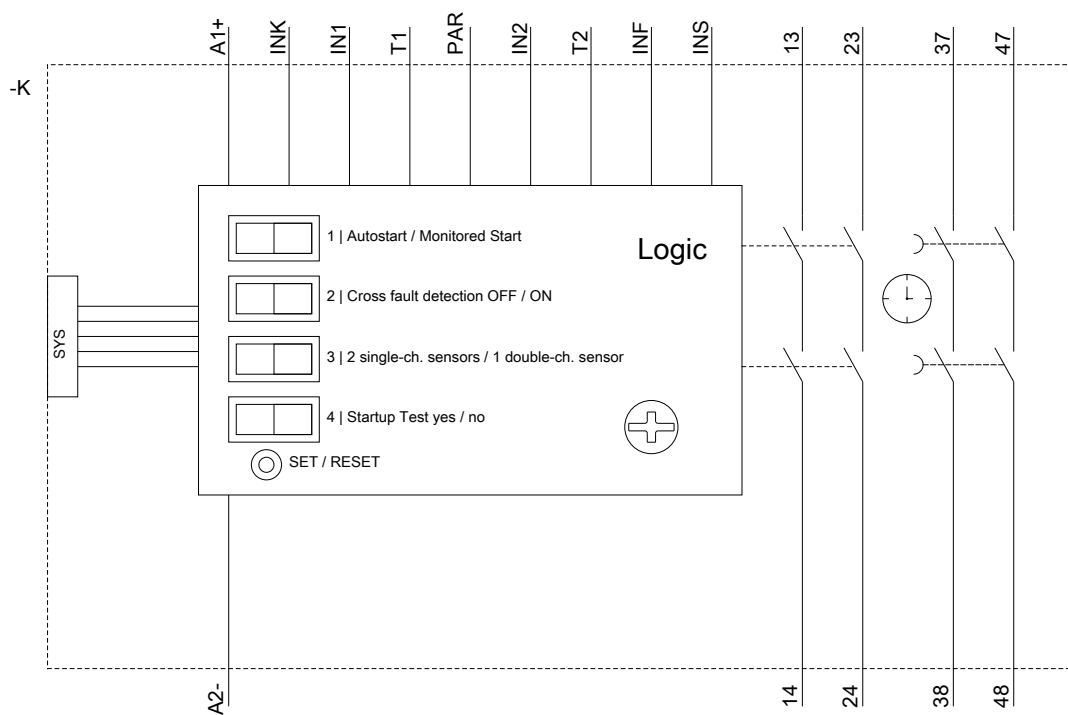 A1+
INK
IN1
T1
PAR
IN2
T2
INF
INS
13
23
37
47
-K
1 | Autostart / Monitored Start
Logic
2 | Cross fault detection OFF / ON
SYS
3 | 2 single-ch. sensors / 1 double-ch. sensor
4 | Startup Test yes / no
SET / RESET
A2-
14
24
38
48